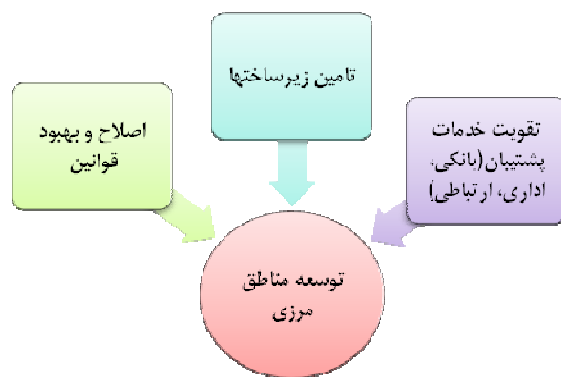 تامین زیرساختها
تقویت خدمات
پشتیبان(بانکی،
اداری، ارتباطی)
اصلاح و بهبود
قوانین
توسعه مناطق
مرزی